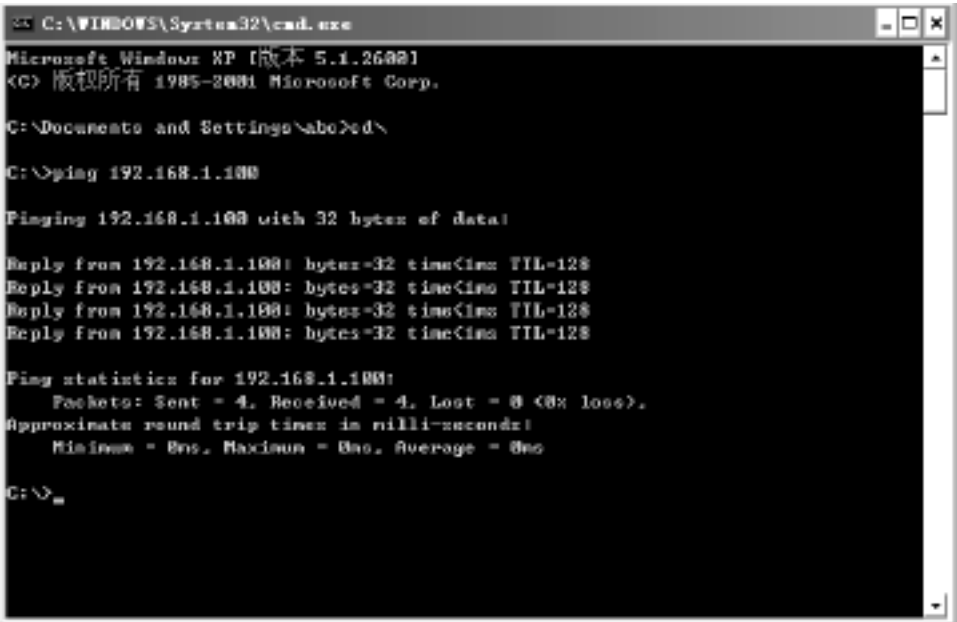 C:\WINDOWS\System32\cmd.exe
Microsoft Windows XP [版本 5.1.2600]
(C) 版权所有 1985-2001 Microsoft Corp.
C:\Documents and Settings\abc>cd\
C:\>ping 192.168.1.100
Pinging 192.168.1.100 with 32 bytes of data:
Reply from 192.168.1.100: bytes=32 time<1ms TTL=128
Reply from 192.168.1.100: bytes=32 time<1ms TTL=128
Reply from 192.168.1.100: bytes=32 time<1ms TTL=128
Reply from 192.168.1.100: bytes=32 time<1ms TTL=128
Ping statistics for 192.168.1.100:
Packets: Sent = 4, Received = 4, Lost = 0 (0% loss),
Approximate round trip times in milli-seconds:
Minimum = 0ms, Maximum = 0ms, Average = 0ms
C:\>_